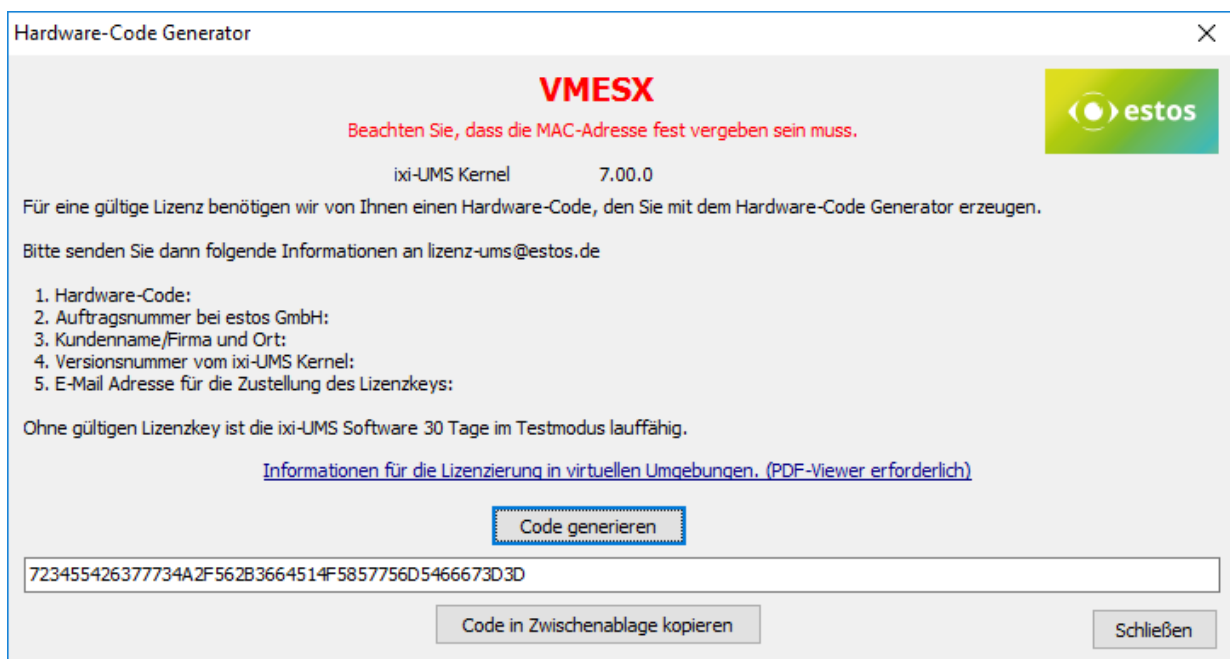 Hardware-Code Generator
VMESX
Beachten Sie, dass die MAC-Adresse fest vergeben sein muss.
estos
ixi-UMS Kernel 7.00.0
Für eine gültige Lizenz benötigen wir von Ihnen einen Hardware-Code, den Sie mit dem Hardware-Code Generator erzeugen.
Bitte senden Sie dann folgende Informationen an lizenz-ums@estos.de
1. Hardware-Code:
2. Auftragsnummer bei estos GmbH:
3. Kundenname/Firma und Ort:
4. Versionsnummer vom ixi-UMS Kernel:
5. E-Mail Adresse für die Zustellung des Lizenzkeys:
Ohne gültigen Lizenzkey ist die ixi-UMS Software 30 Tage im Testmodus lauffähig.
Informationen für die Lizenzierung in virtuellen Umgebungen. (PDF-Viewer erforderlich)
Code generieren
723455426377734A2F562B3664514F5857756D5466673D3D
Code in Zwischenablage kopieren
Schließen